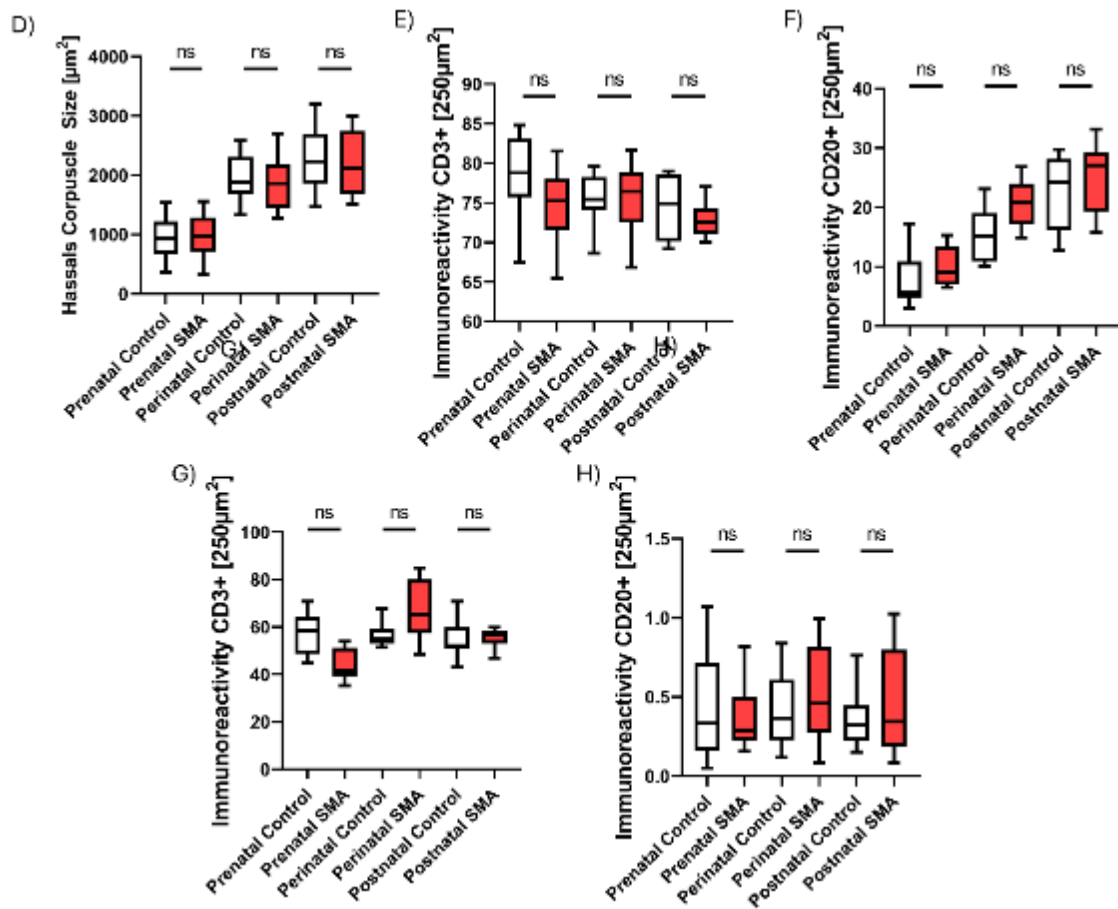 D)
Hassals Corpuscle Size [µm²]
4000
3000
2000
1000
0
ns
ns
ns
Prenatal Control
Prenatal SMA
Perinatal Control
Perinatal SMA
Postnatal Control
Postnatal SMA
E)
Immunoreactivity CD3+ [250µm²]
90
85
80
75
70
65
60
ns
ns
ns
Prenatal Control
Prenatal SMA
Perinatal Control
Perinatal SMA
Postnatal Control
Postnatal SMA
F)
Immunoreactivity CD20+ [250µm²]
40
30
20
10
0
ns
ns
ns
Prenatal Control
Prenatal SMA
Perinatal Control
Perinatal SMA
Postnatal Control
Postnatal SMA
G)
H)
G)
Immunoreactivity CD3+ [250µm²]
100
80
60
40
20
0
ns
ns
ns
Prenatal Control
Prenatal SMA
Perinatal Control
Perinatal SMA
Postnatal Control
Postnatal SMA
H)
Immunoreactivity CD20+ [250µm²]
1.5
1.0
0.5
0.0
ns
ns
ns
Prenatal Control
Prenatal SMA
Perinatal Control
Perinatal SMA
Postnatal Control
Postnatal SMA